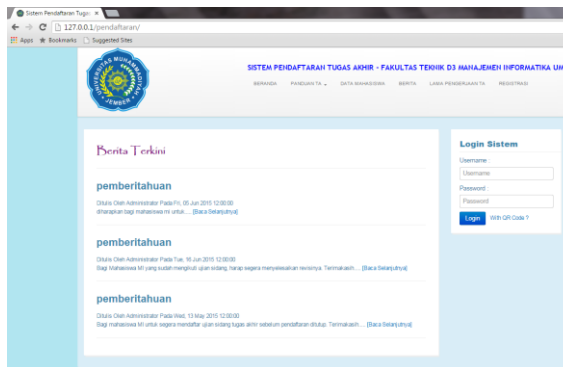 Sistem Pendaftaran Tugas
127.0.0.1/pendaftaran/
Apps Bookmarks Suggested Sites
UNIVERSITAS MUHAMMADIYAH
JEMBER
SISTEM PENDAFTARAN TUGAS AKHIR - FAKULTAS TEKNIK D3 MANAJEMEN INFORMATIKA UM
BERANDA PANDUAN TA DATA MAHASISWA BERITA LAMA PENGERJAAN TA REGISTRASI
Berita Terkini
pemberitahuan
Ditulis Oleh Administrator Pada Fri, 05 Jun 2015 12:00:00
diharapkan bagi mahasiswa mi untuk.... [Baca Selanjutnya]
pemberitahuan
Ditulis Oleh Administrator Pada Tue, 16 Jun 2015 12:00:00
Bagi Mahasiswa MI yang sudah mengikuti ujian sidang, harap segera menyelesaikan revisinya. Terimakasih.... [Baca Selanjutnya]
pemberitahuan
Ditulis Oleh Administrator Pada Wed, 13 May 2015 12:00:00
Bagi mahasiswa MI untuk segera mendaftar ujian sidang tugas akhir sebelum pendaftaran ditutup. Terimakasih.... [Baca Selanjutnya]
Login Sistem
Username :
Username
Password :
Password
Login With QR Code ?